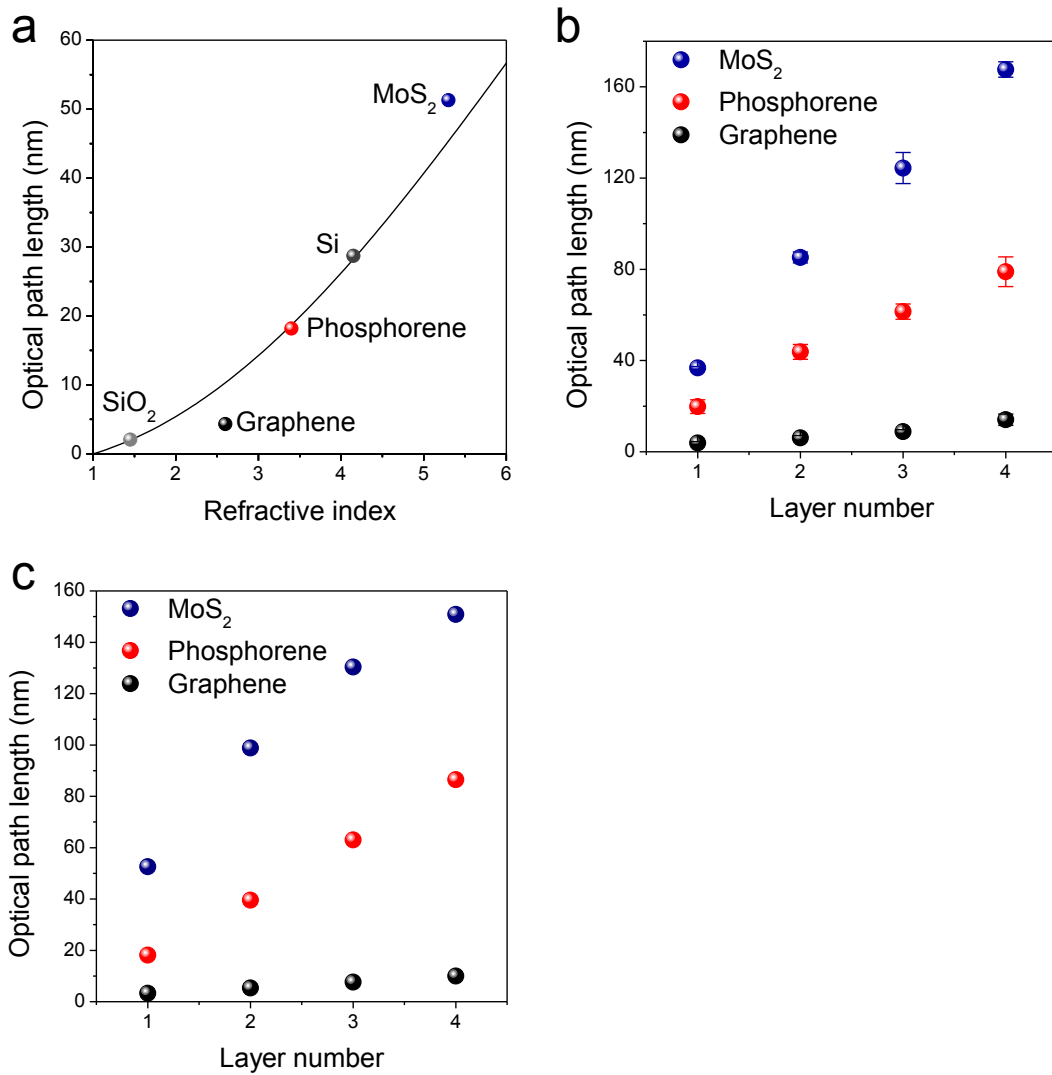 a
60
50
40
30
20
10
0
Optical path length (nm)
MoS₂
Si
Phosphorene
SiO₂
Graphene
1 2 3 4 5 6
Refractive index
b
160
120
80
40
0
Optical path length (nm)
MoS₂
Phosphorene
Graphene
1 2 3 4
Layer number
c
160
140
120
100
80
60
40
20
0
Optical path length (nm)
MoS₂
Phosphorene
Graphene
1 2 3 4
Layer number